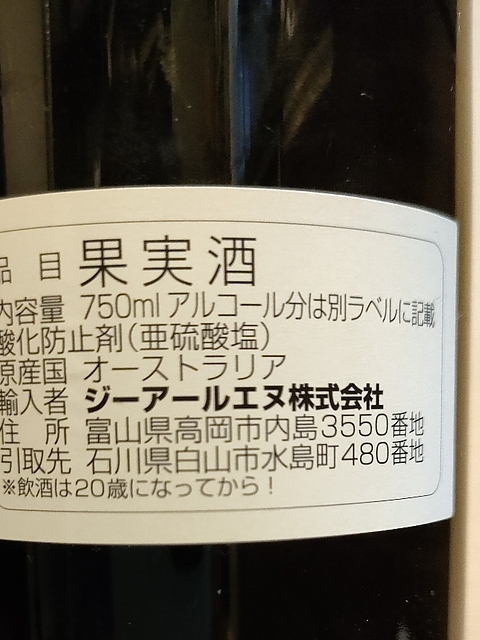 品 目 果実酒
内容量 750ml アルコール分は別ラベルに記載
酸化防止剤(亜硫酸塩)
原産国 オーストラリア
輸入者 ジーアールエヌ株式会社
住 所 富山県高岡市内島3550番地
引取先 石川県白山市水島町480番地
※飲酒は20歳になってから!